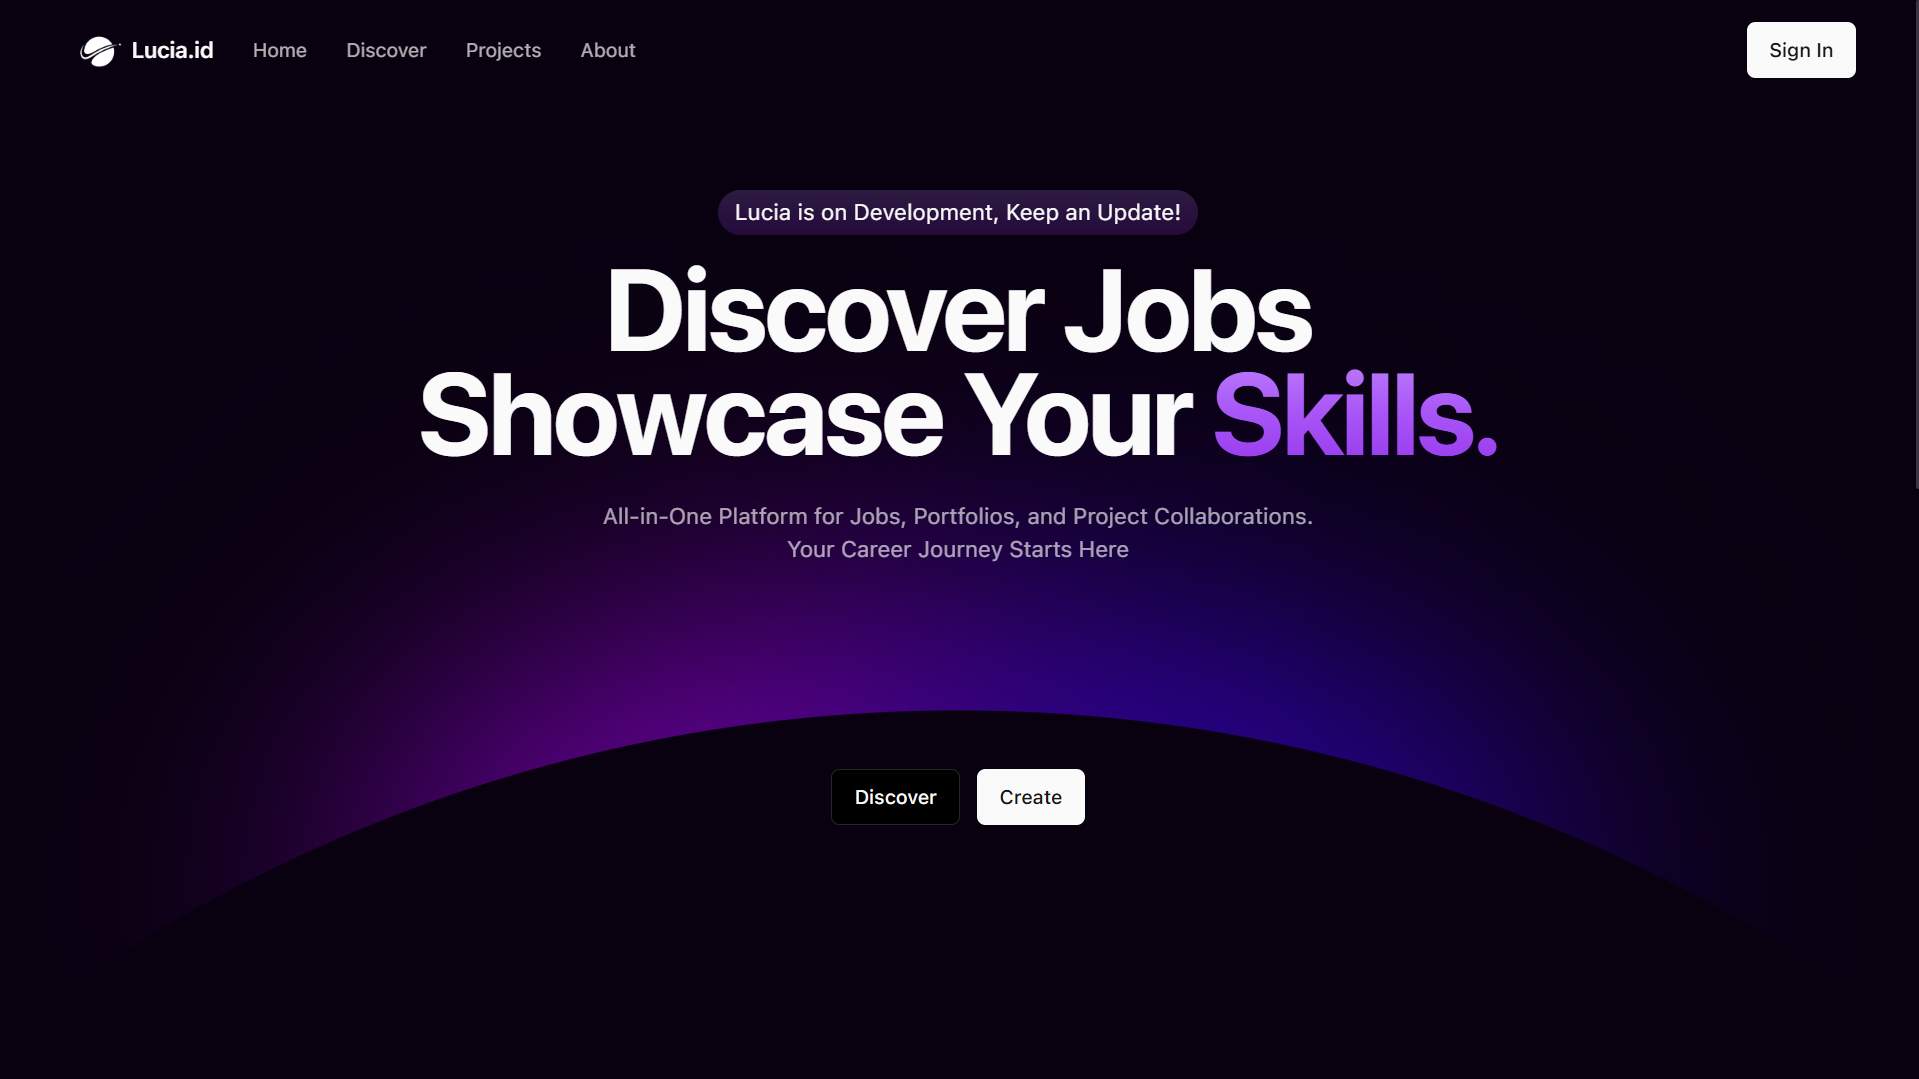 Lucia.id
Home
Discover
Projects
About
Sign In
Lucia is on Development, Keep an Update!
Discover Jobs
Showcase Your Skills.
All-in-One Platform for Jobs, Portfolios, and Project Collaborations.
Your Career Journey Starts Here
Discover
Create